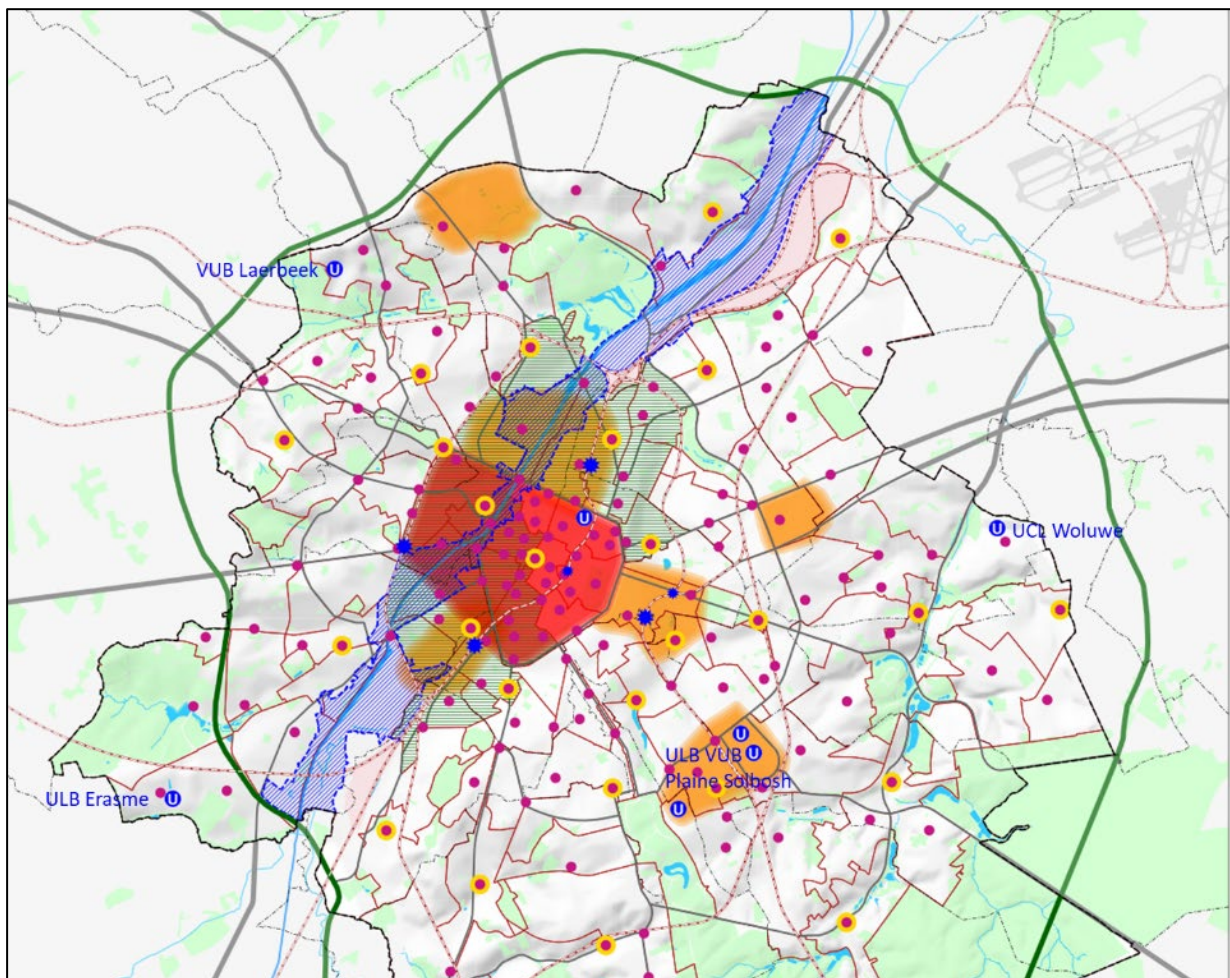 VUB Laerbeek U
U
UCL Woluwe
U
U
ULB VUB U
Plaine Solbosh
ULB Erasme U
U